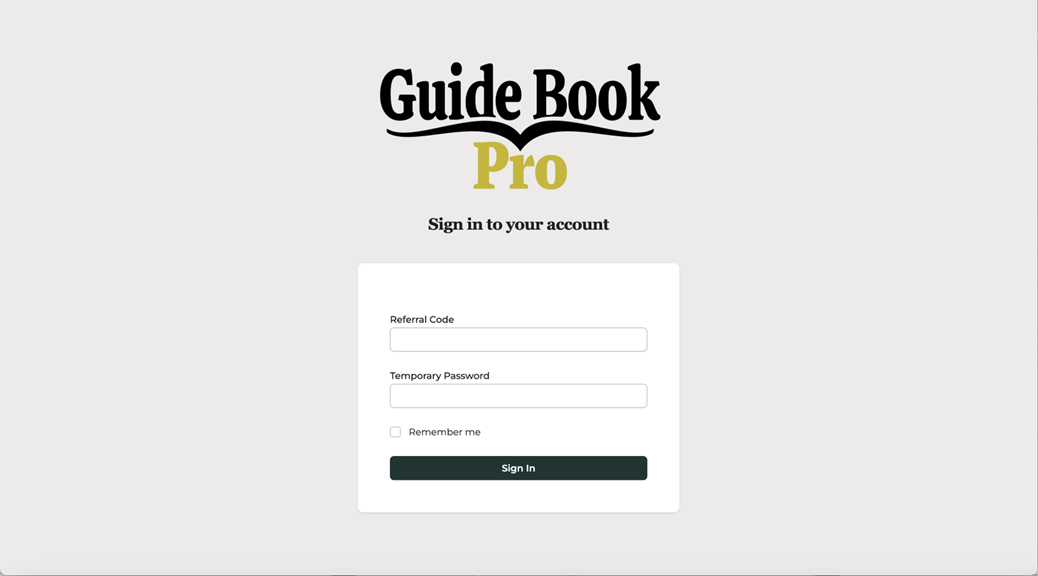 Guide Book
Pro
Sign in to your account
Referral Code
Temporary Password
Remember me
Sign In